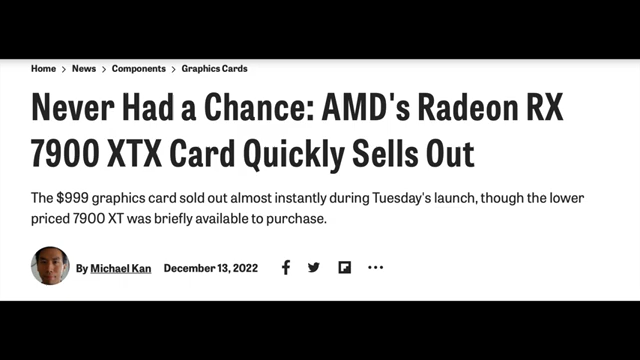 Home > News > Components > Graphics Cards
Never Had a Chance: AMD's Radeon RX
7900 XTX Card Quickly Sells Out
The $999 graphics card sold out almost instantly during Tuesday's launch, though the lower
priced 7900 XT was briefly available to purchase.
By Michael Kan December 13, 2022